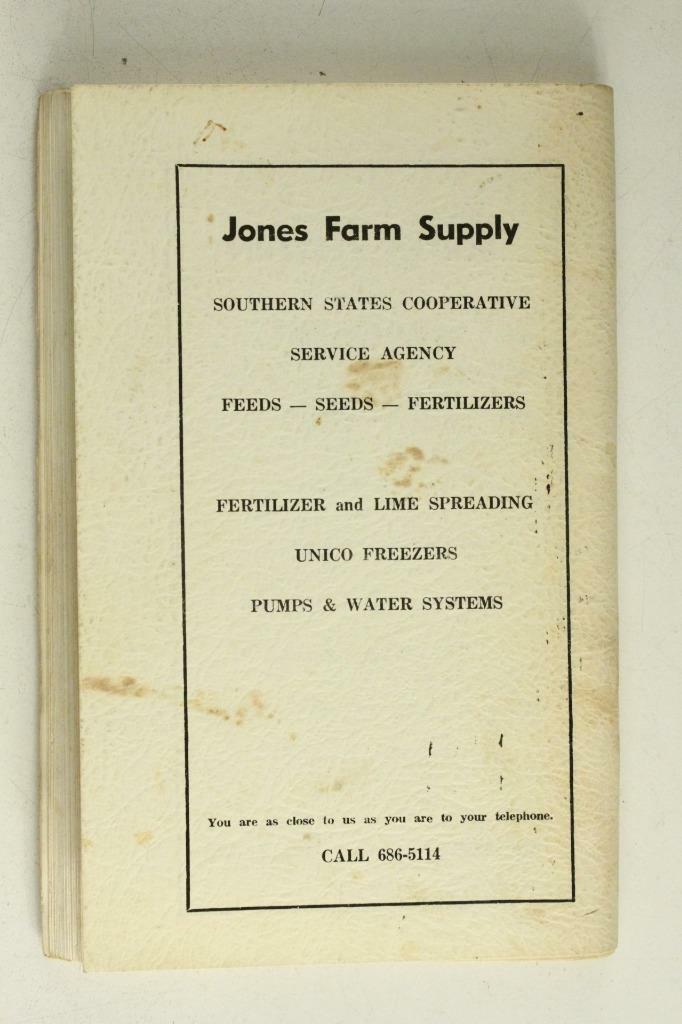 Jones Farm Supply
SOUTHERN STATES COOPERATIVE
SERVICE AGENCY
FEEDS — SEEDS — FERTILIZERS
FERTILIZER and LIME SPREADING
UNICO FREEZERS
PUMPS & WATER SYSTEMS
You are as close to us as you are to your telephone.
CALL 686-5114